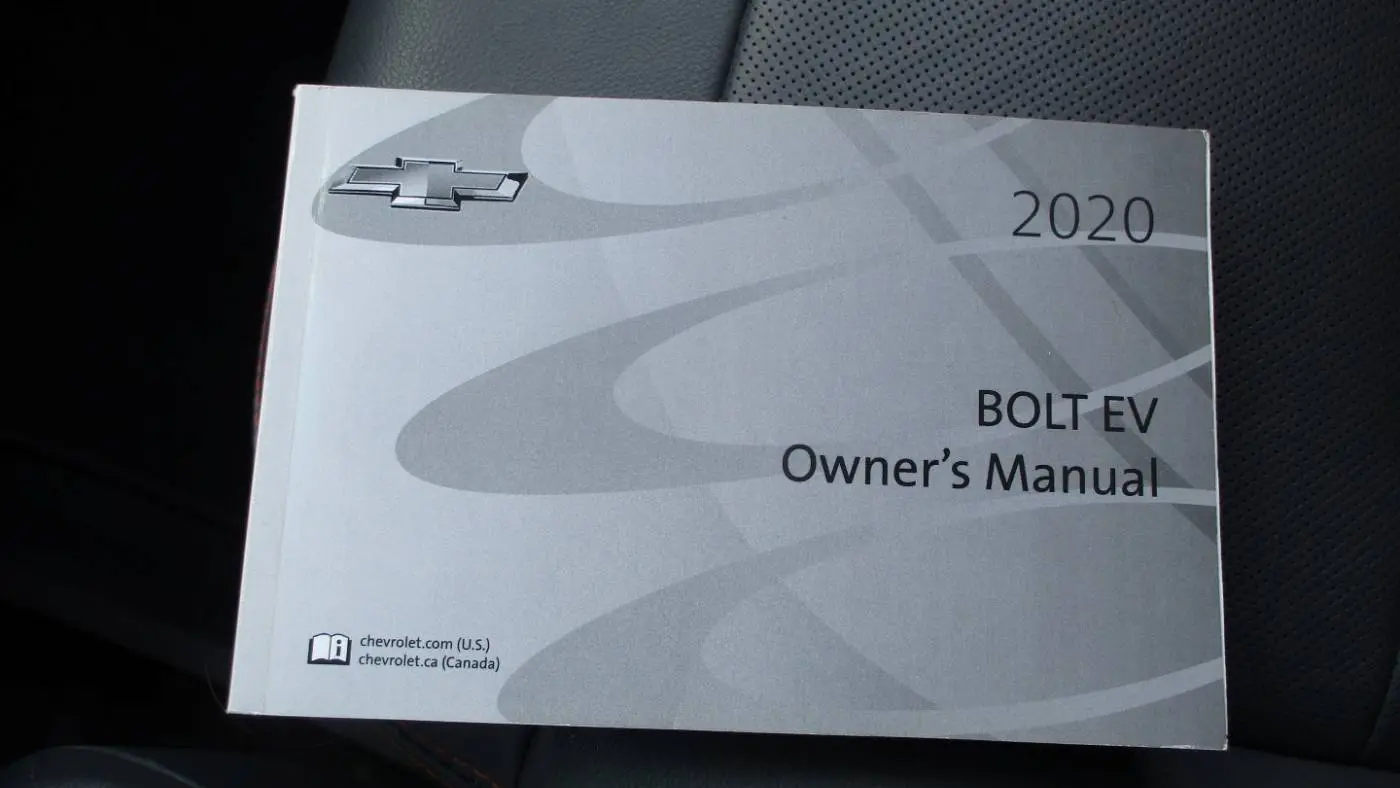 2020
BOLT EV
Owner's Manual
chevrolet.com (U.S.)
chevrolet.ca (Canada)